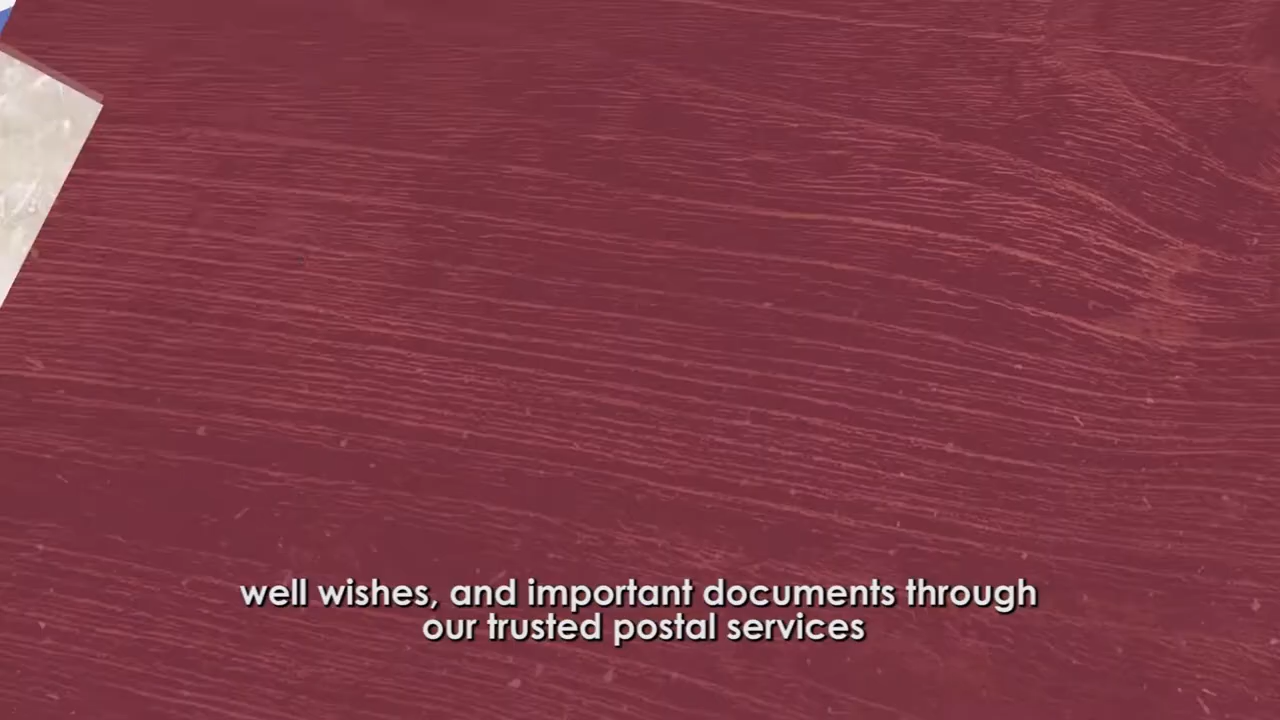 well wishes, and important documents through
our trusted postal services